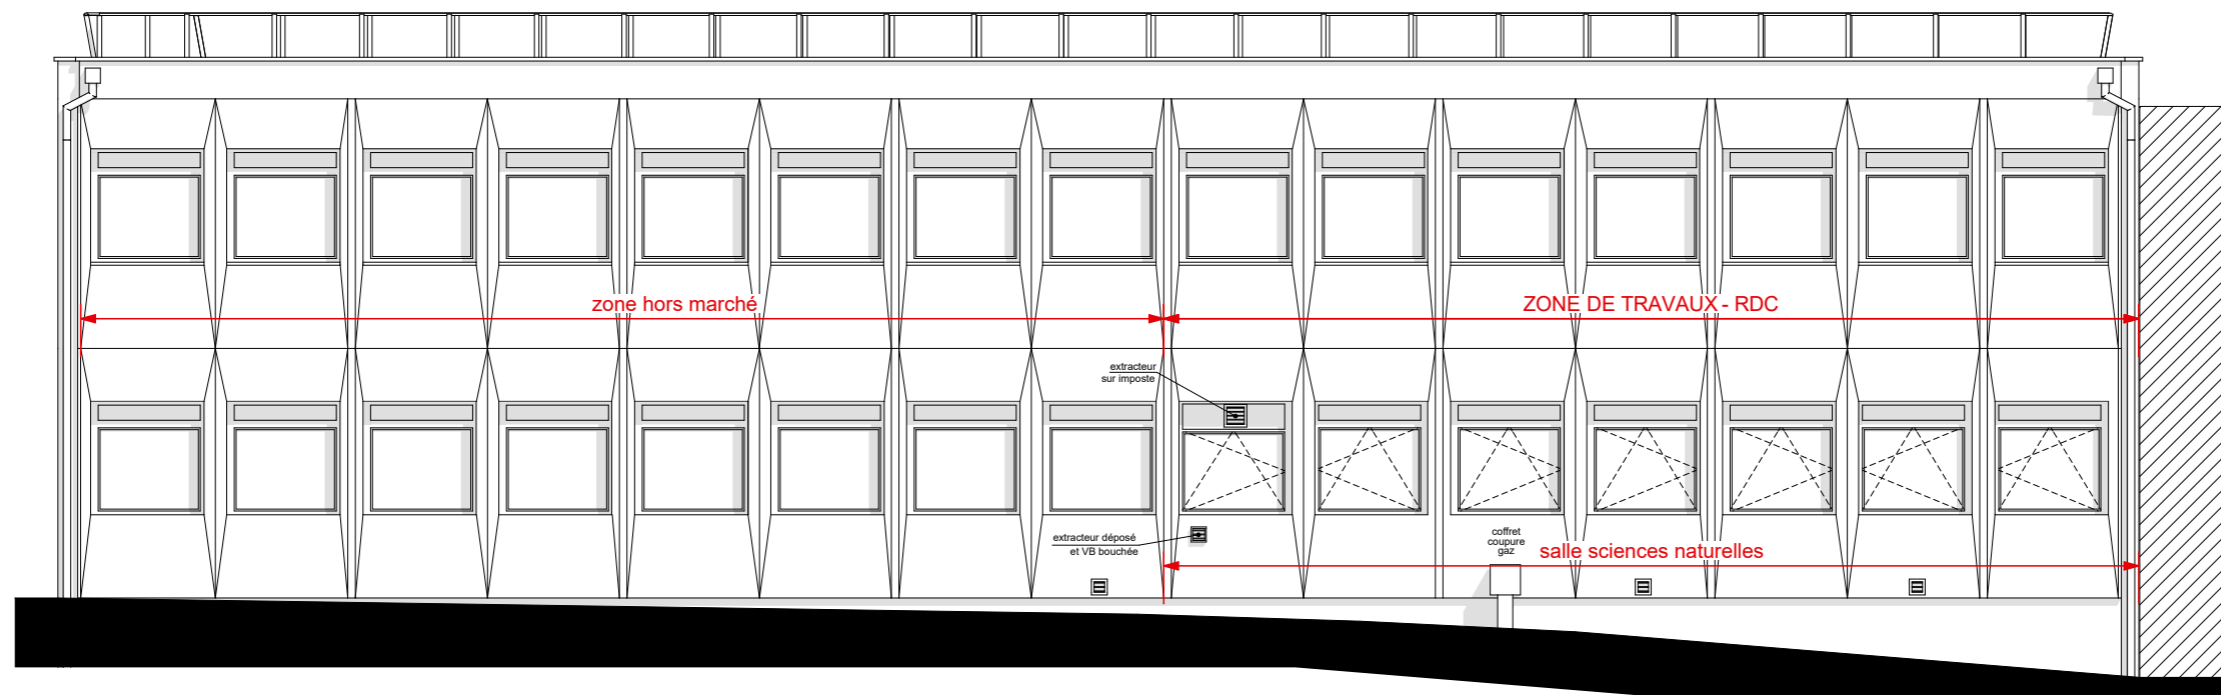 zone hors marché
ZONE DE TRAVAUX - RDC
extracteur
sur imposte
extracteur déposé
et VB bouchée
coffret
coupure
gaz
salle sciences naturelles